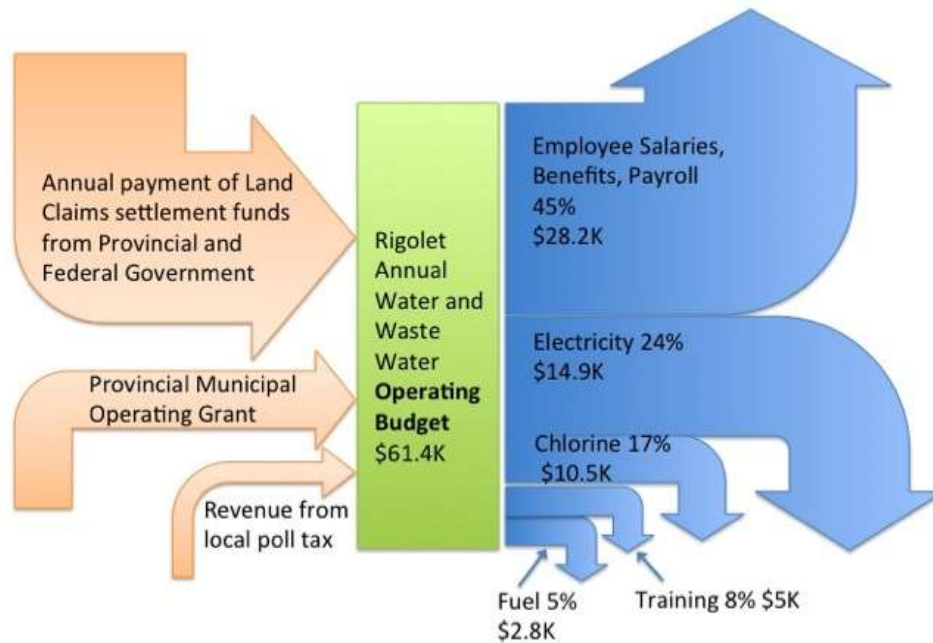 Annual payment of Land
Claims settlement funds
from Provincial and
Federal Government
Provincial Municipal
Operating Grant
Revenue from
local poll tax
Rigolet
Annual
Water and
Waste
Water
Operating
Budget
$61.4K
Employee Salaries,
Benefits, Payroll
45%
$28.2K
Electricity 24%
$14.9K
Chlorine 17%
$10.5K
Fuel 5%
$2.8K
Training 8% $5K